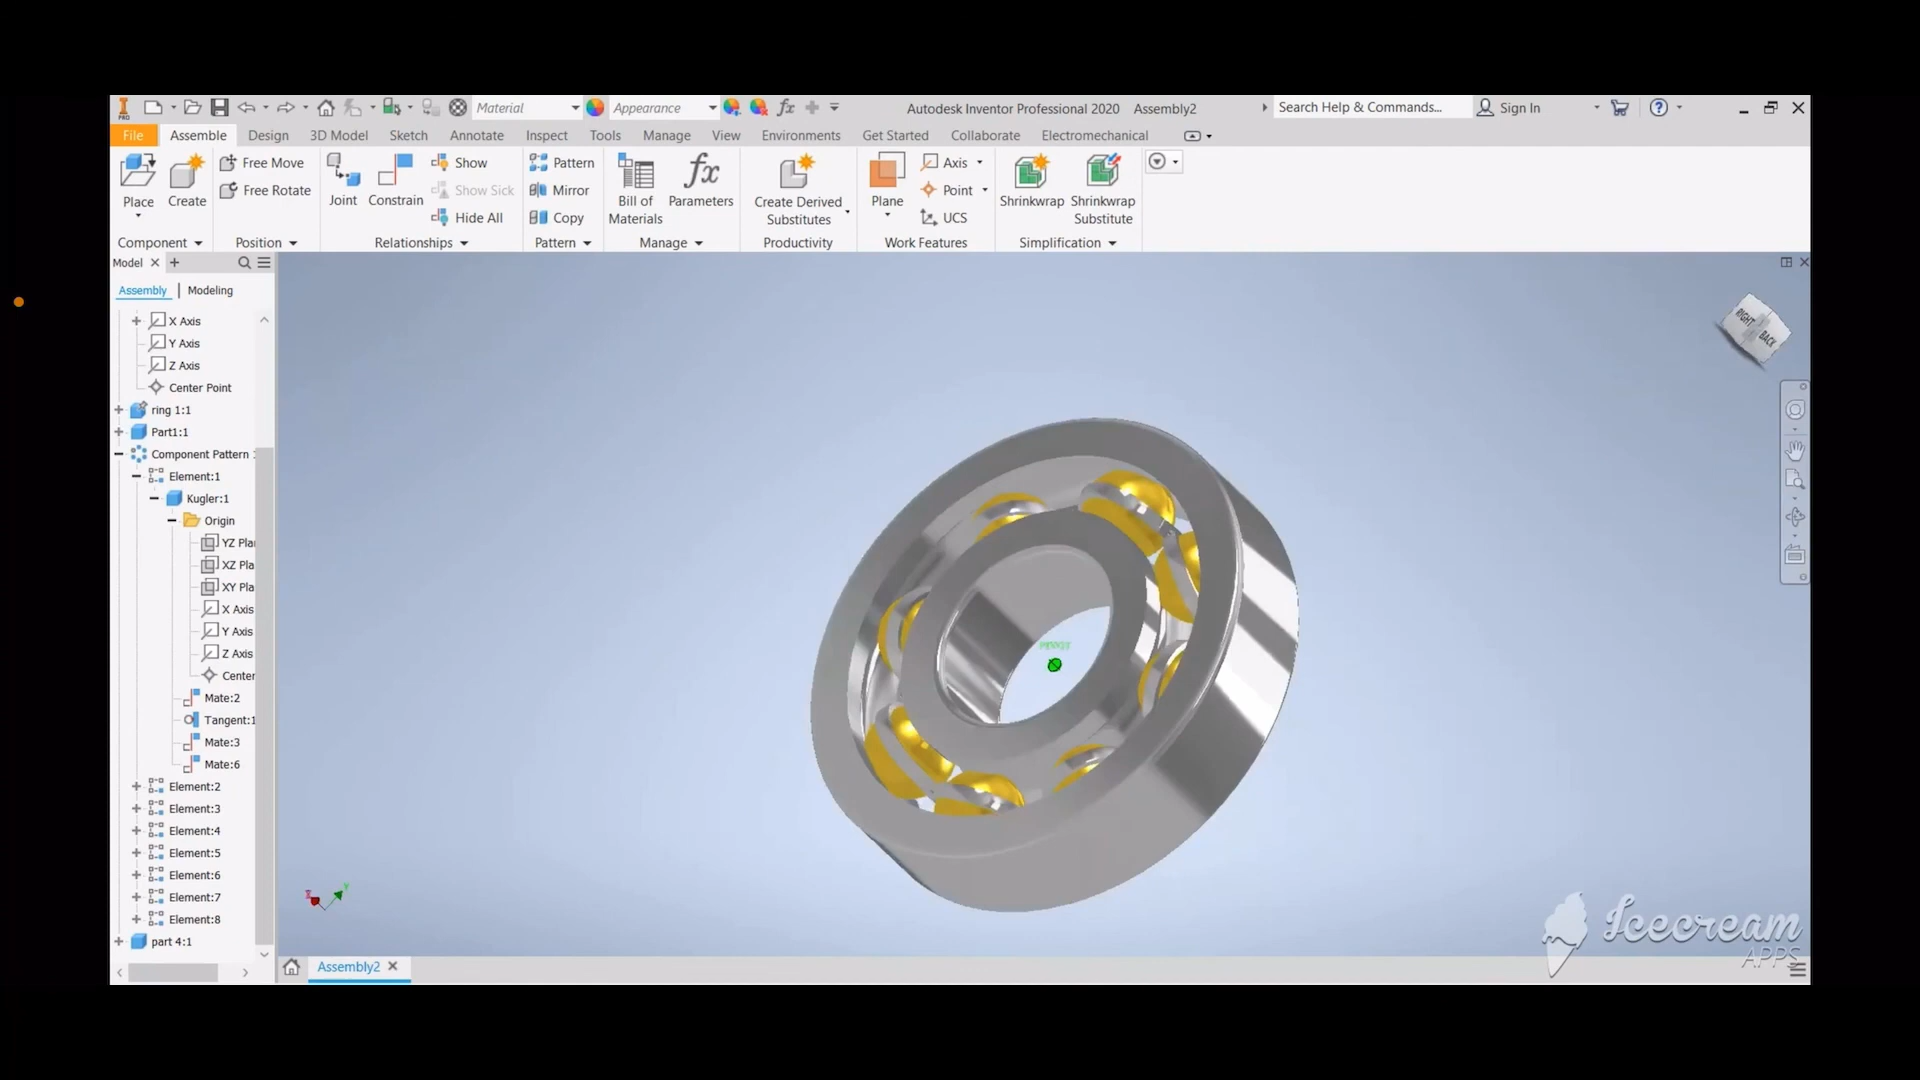 PRO Material Appearance fx Autodesk Inventor Professional 2020 Assembly2 Search Help & Commands... Sign In
File Assemble Design 3D Model Sketch Annotate Inspect Tools Manage View Environments Get Started Collaborate Electromechanical
Free Move Show Pattern Axis
Free Rotate Show Sick Mirror Point
Place Create Joint Constrain Bill of Materials fx Parameters Create Derived Substitutes Plane Shrinkwrap Shrinkwrap Substitute
Hide All Copy UCS
Component Position Relationships Pattern Manage Productivity Work Features Simplification
Model
Assembly | Modeling
X Axis
Y Axis
Z Axis
Center Point
ring 1:1
Part1:1
Component Pattern
Element:1
Kugler:1
Origin
YZ Pla
XZ Pla
XY Pla
X Axis
Y Axis
Z Axis
Center
Mate:2
Tangent:1
Mate:3
Mate:6
Element:2
Element:3
Element:4
Element:5
Element:6
Element:7
Element:8
part 4:1
RIGHT
BACK
PIVOT
Y
Assembly2
Icecream
APPS